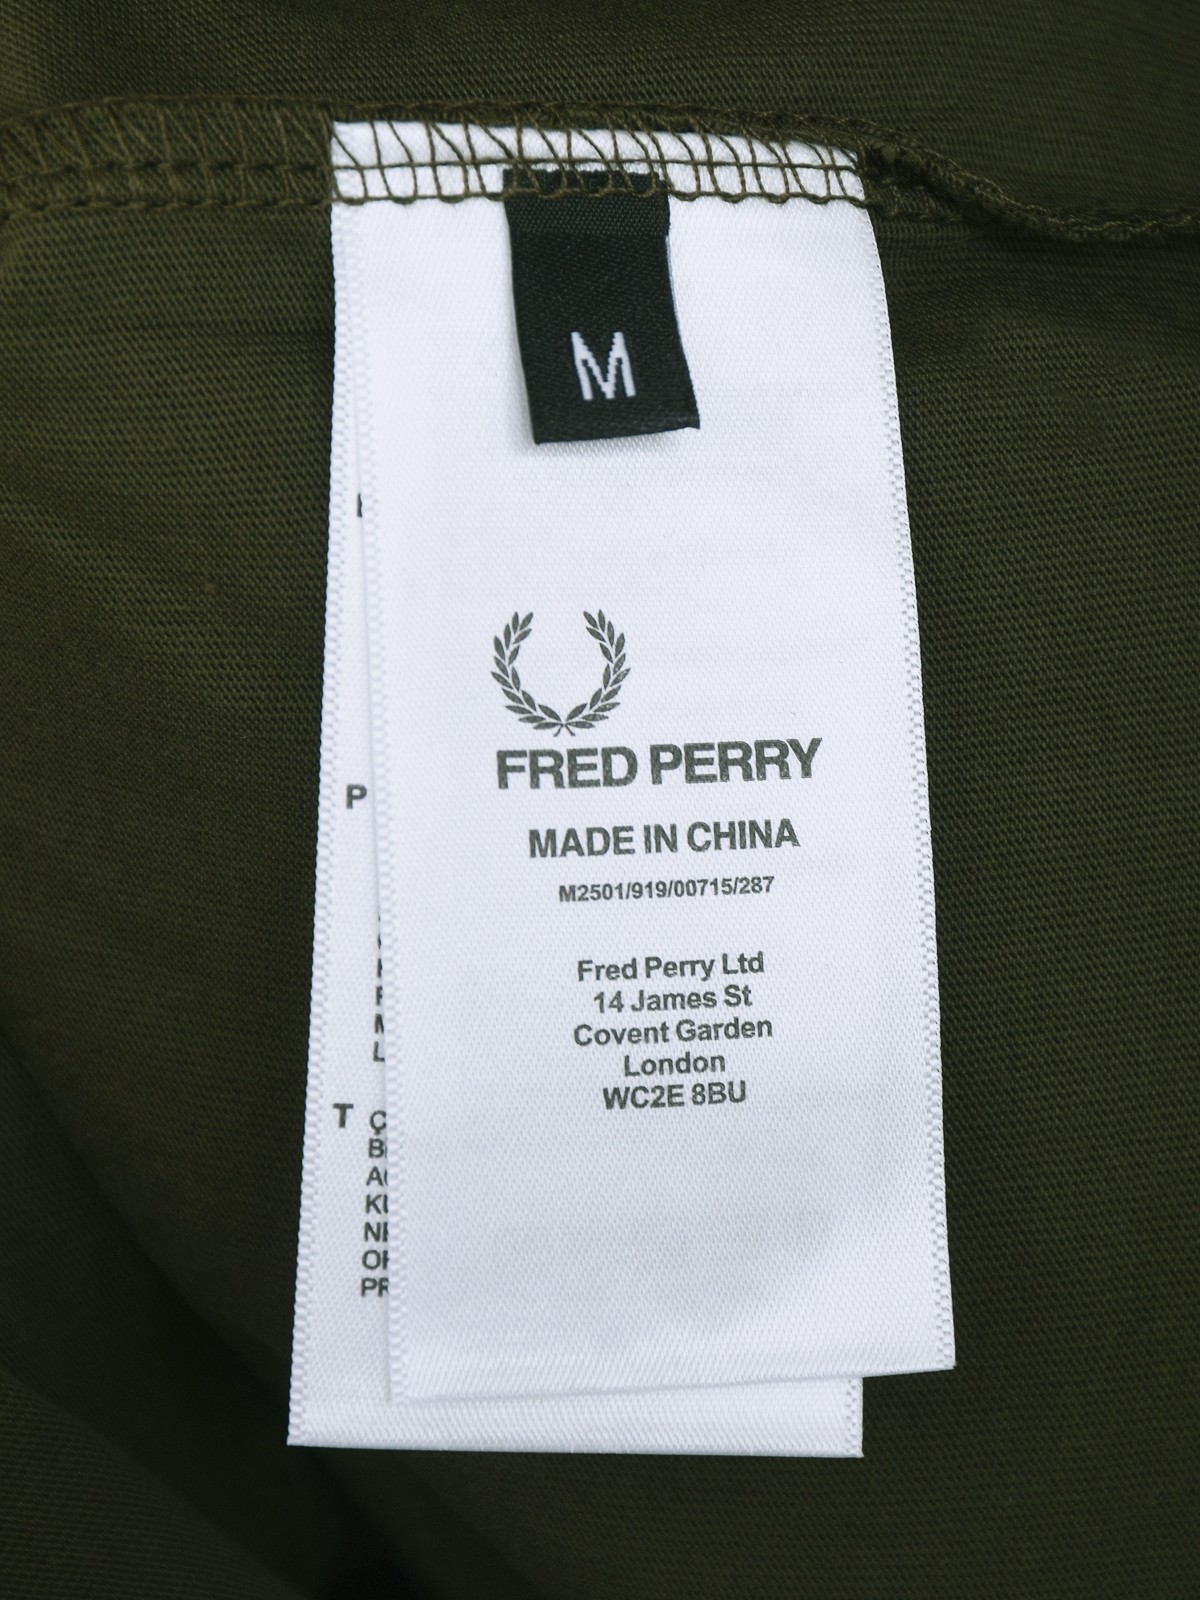 M
FRED PERRY
MADE IN CHINA
M2501/919/00715/287
Fred Perry Ltd
14 James St
Covent Garden
London
WC2E 8BU
P
T